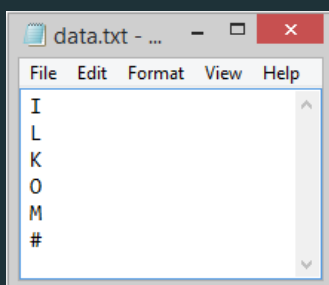 data.txt - ...
File Edit Format View Help
I
L
K
O
M
#